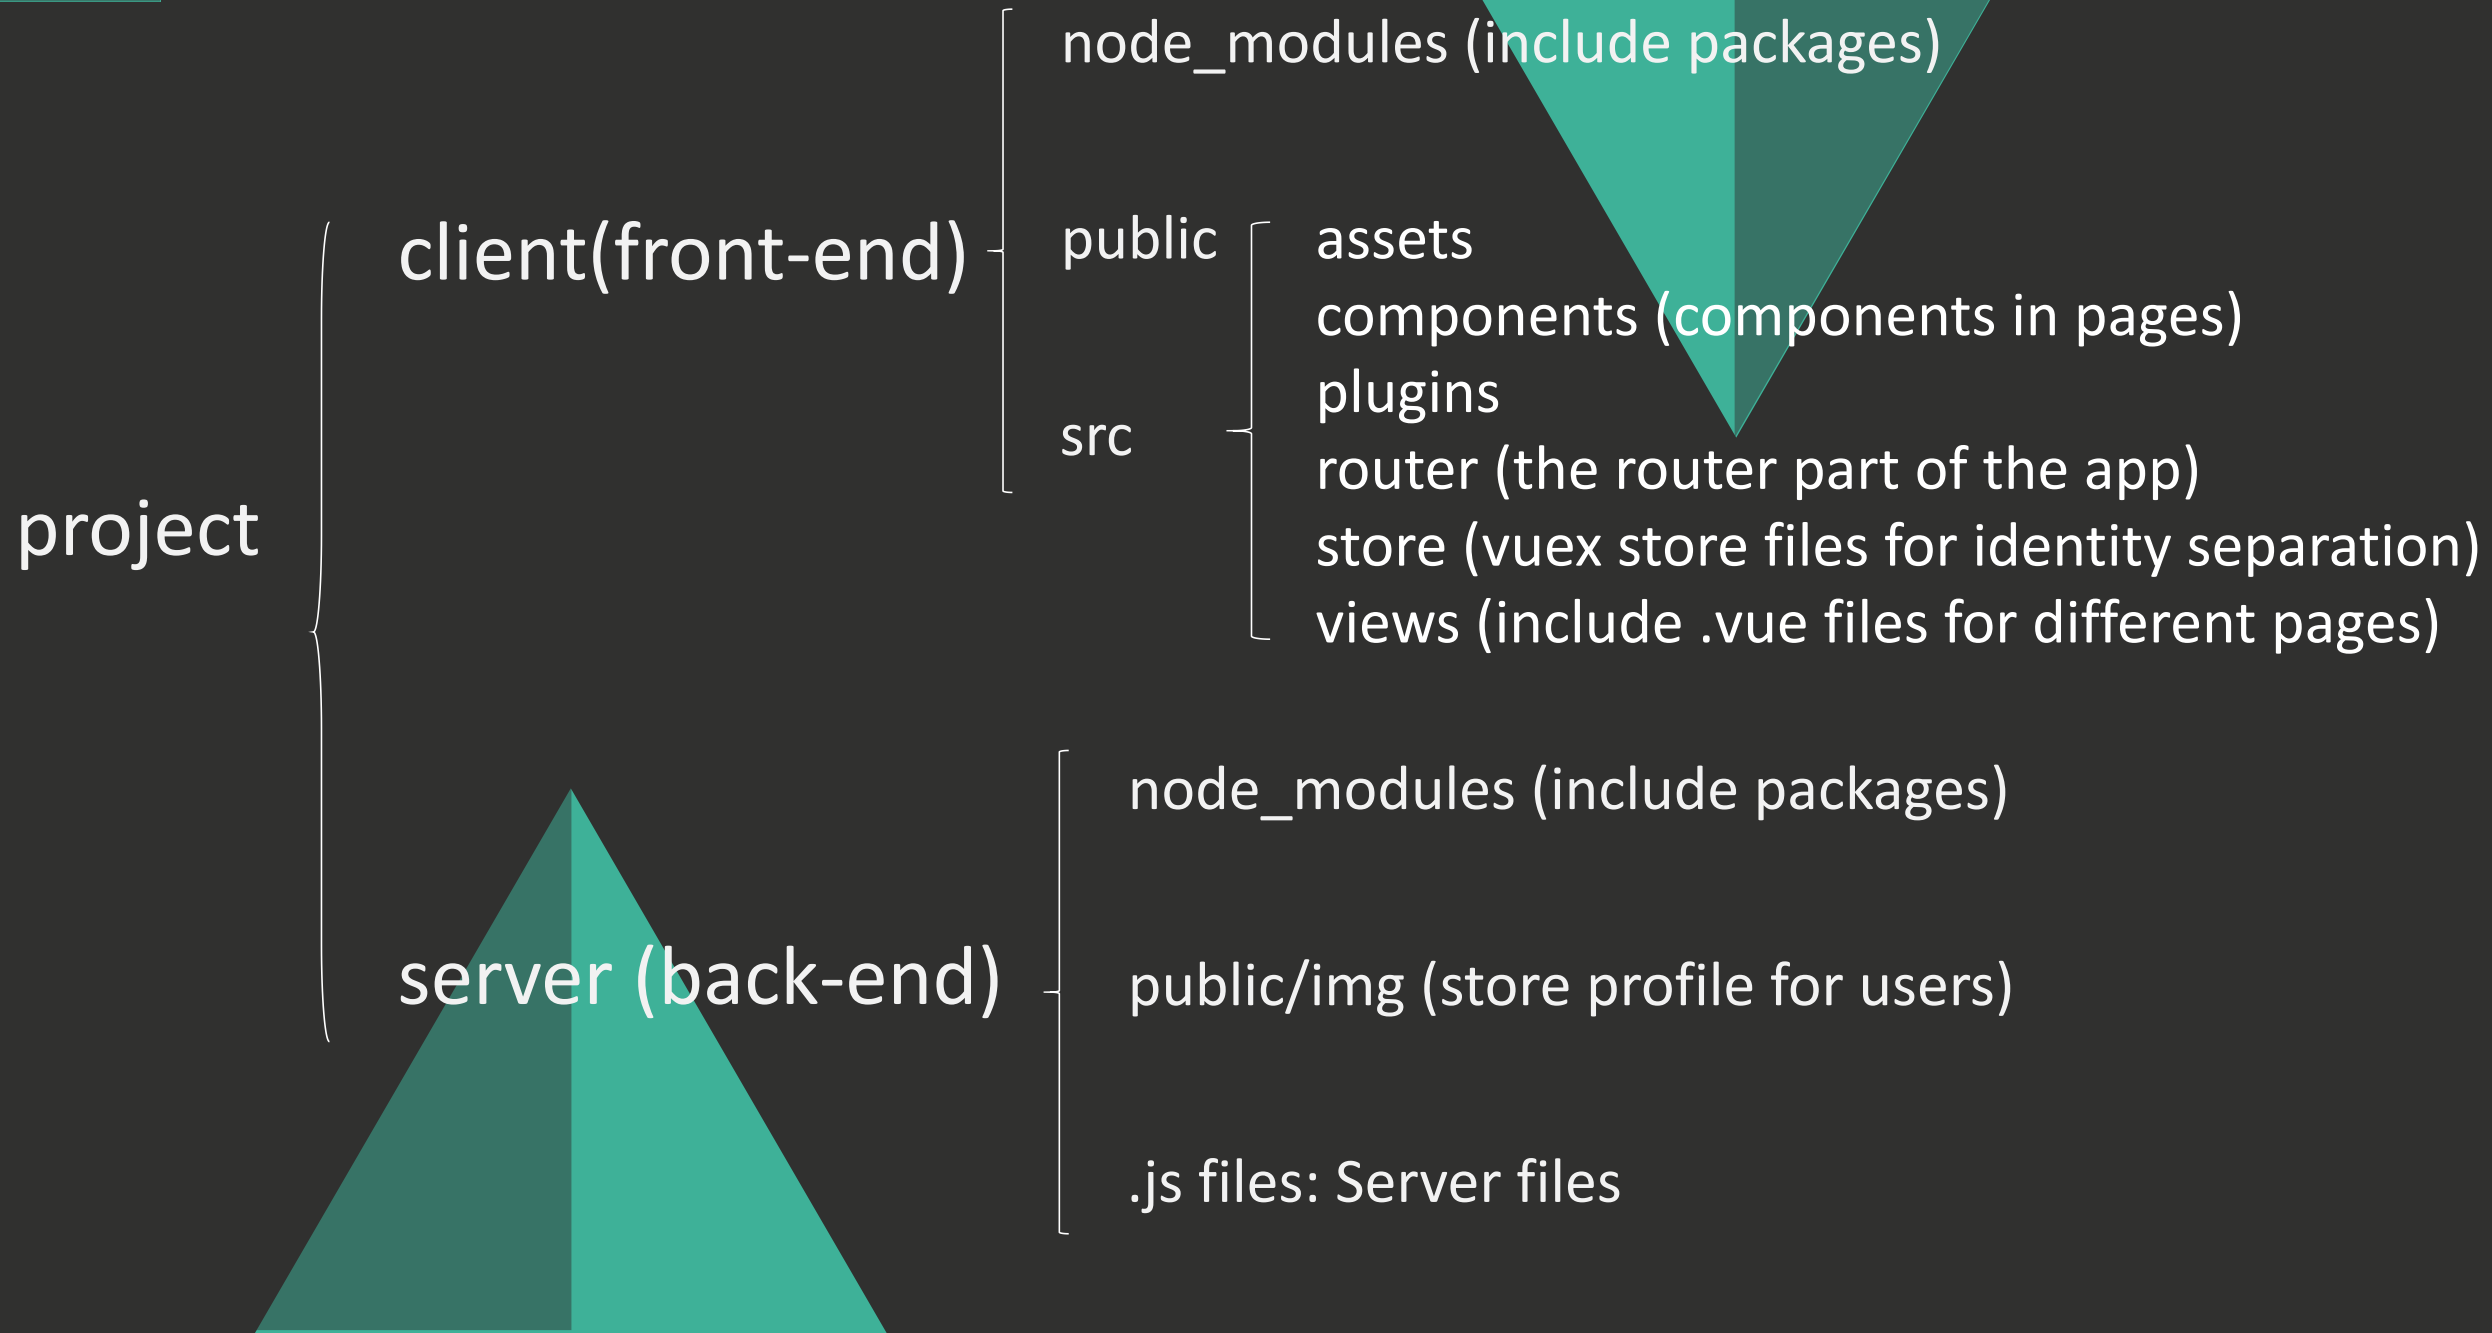 project
client(front-end)
node_modules (include packages)
public
src
assets
components (components in pages)
plugins
router (the router part of the app)
store (vuex store files for identity separation)
views (include .vue files for different pages)
server (back-end)
node_modules (include packages)
public/img (store profile for users)
.js files: Server files